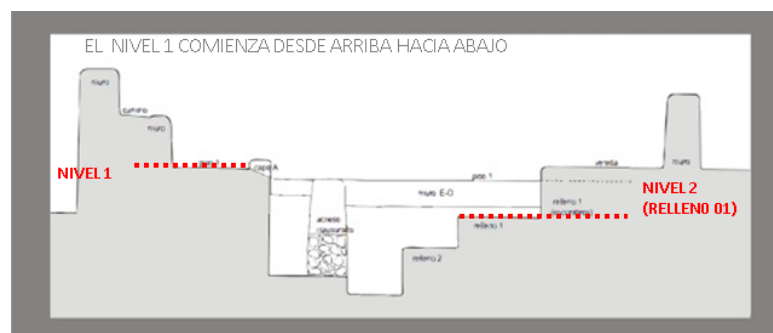 EL NIVEL 1 COMIENZA DESDE ARRIBA HACIA ABAJO
muro
camino
muro
piso 1
capa A
NIVEL 1
piso 1
vereda
muro
muro E-O
NIVEL 2
(RELLEN0 01)
relleno 1
acceso
clausurado
relleno 1
relleno 2